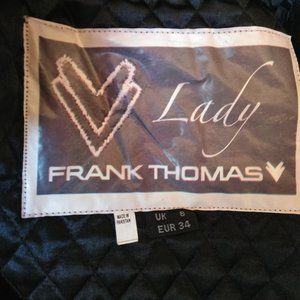 Lady
FRANK THOMAS
MADE IN
PAKISTAN
UK 8
EUR 34